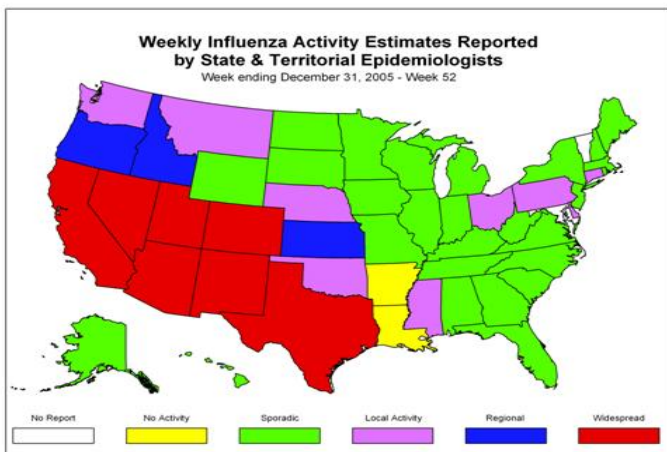 Weekly Influenza Activity Estimates Reported
by State & Territorial Epidemiologists
Week ending December 31, 2005 - Week 52
No Report No Activity Sporadic Local Activity Regional Widespread